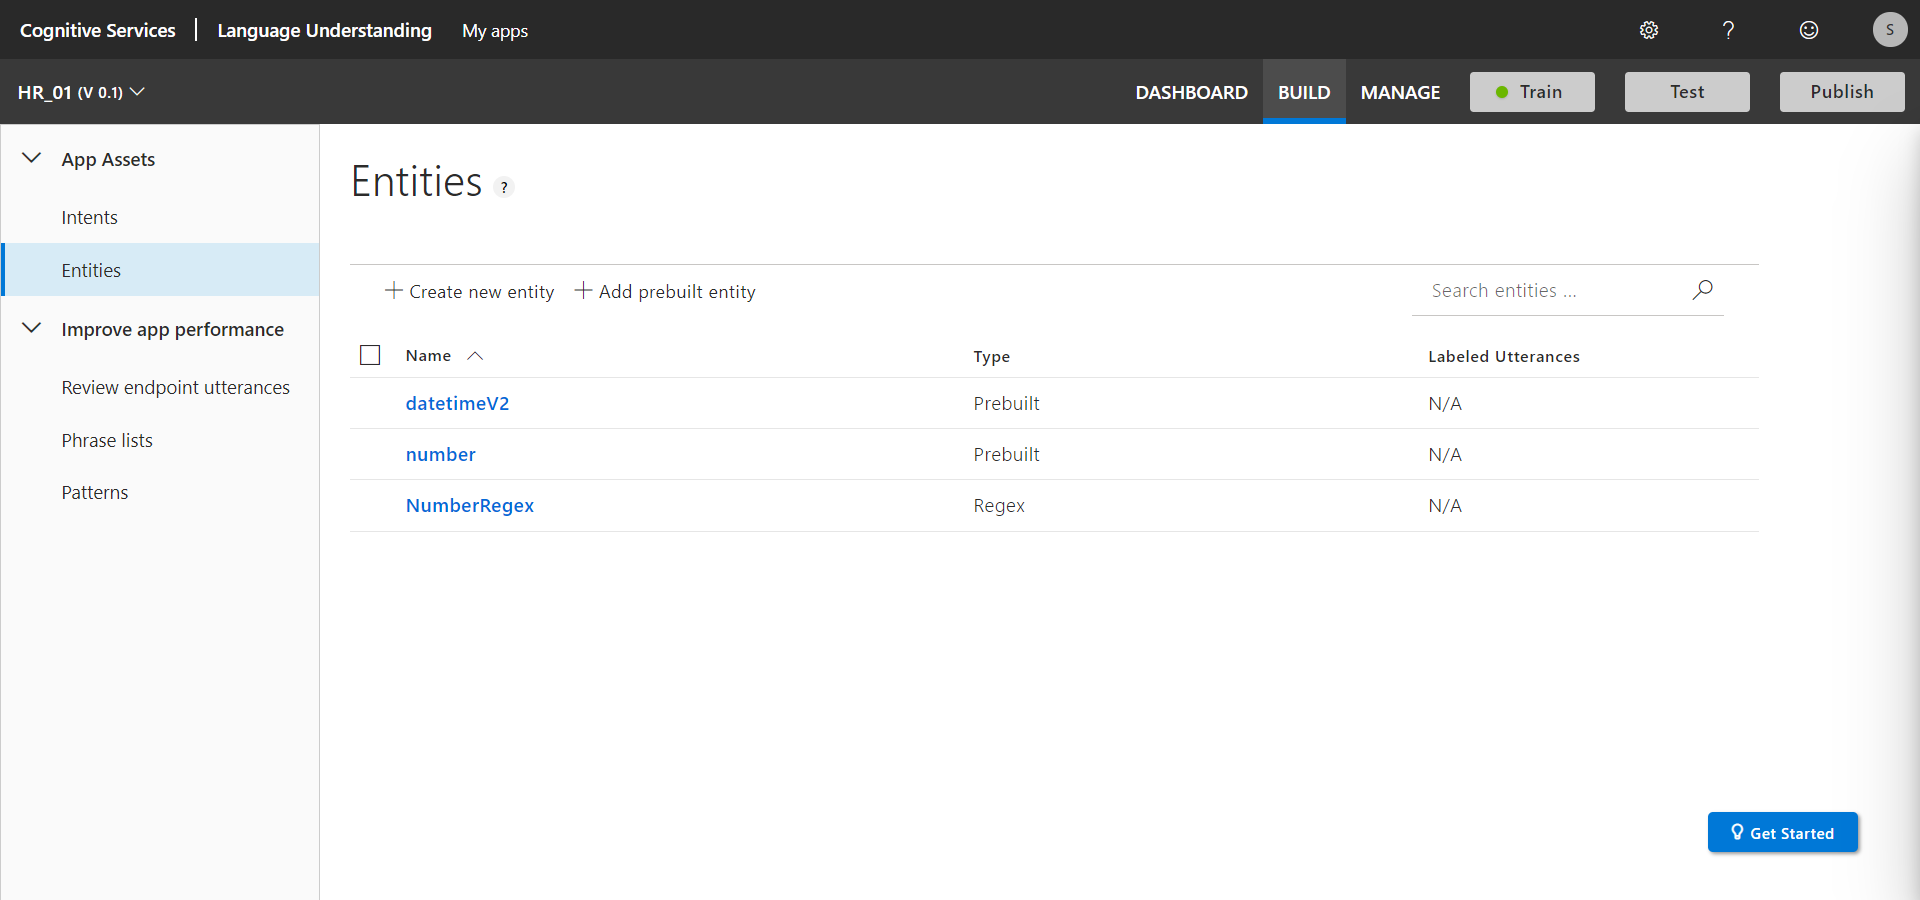 Cognitive Services | Language Understanding My apps ? S
HR_01 (V 0.1) DASHBOARD BUILD MANAGE Train Test Publish
App Assets
Intents
Entities
Improve app performance
Review endpoint utterances
Phrase lists
Patterns
Entities ?
+ Create new entity + Add prebuilt entity Search entities ...
Name Type Labeled Utterances
datetimeV2 Prebuilt N/A
number Prebuilt N/A
NumberRegex Regex N/A
Get Started